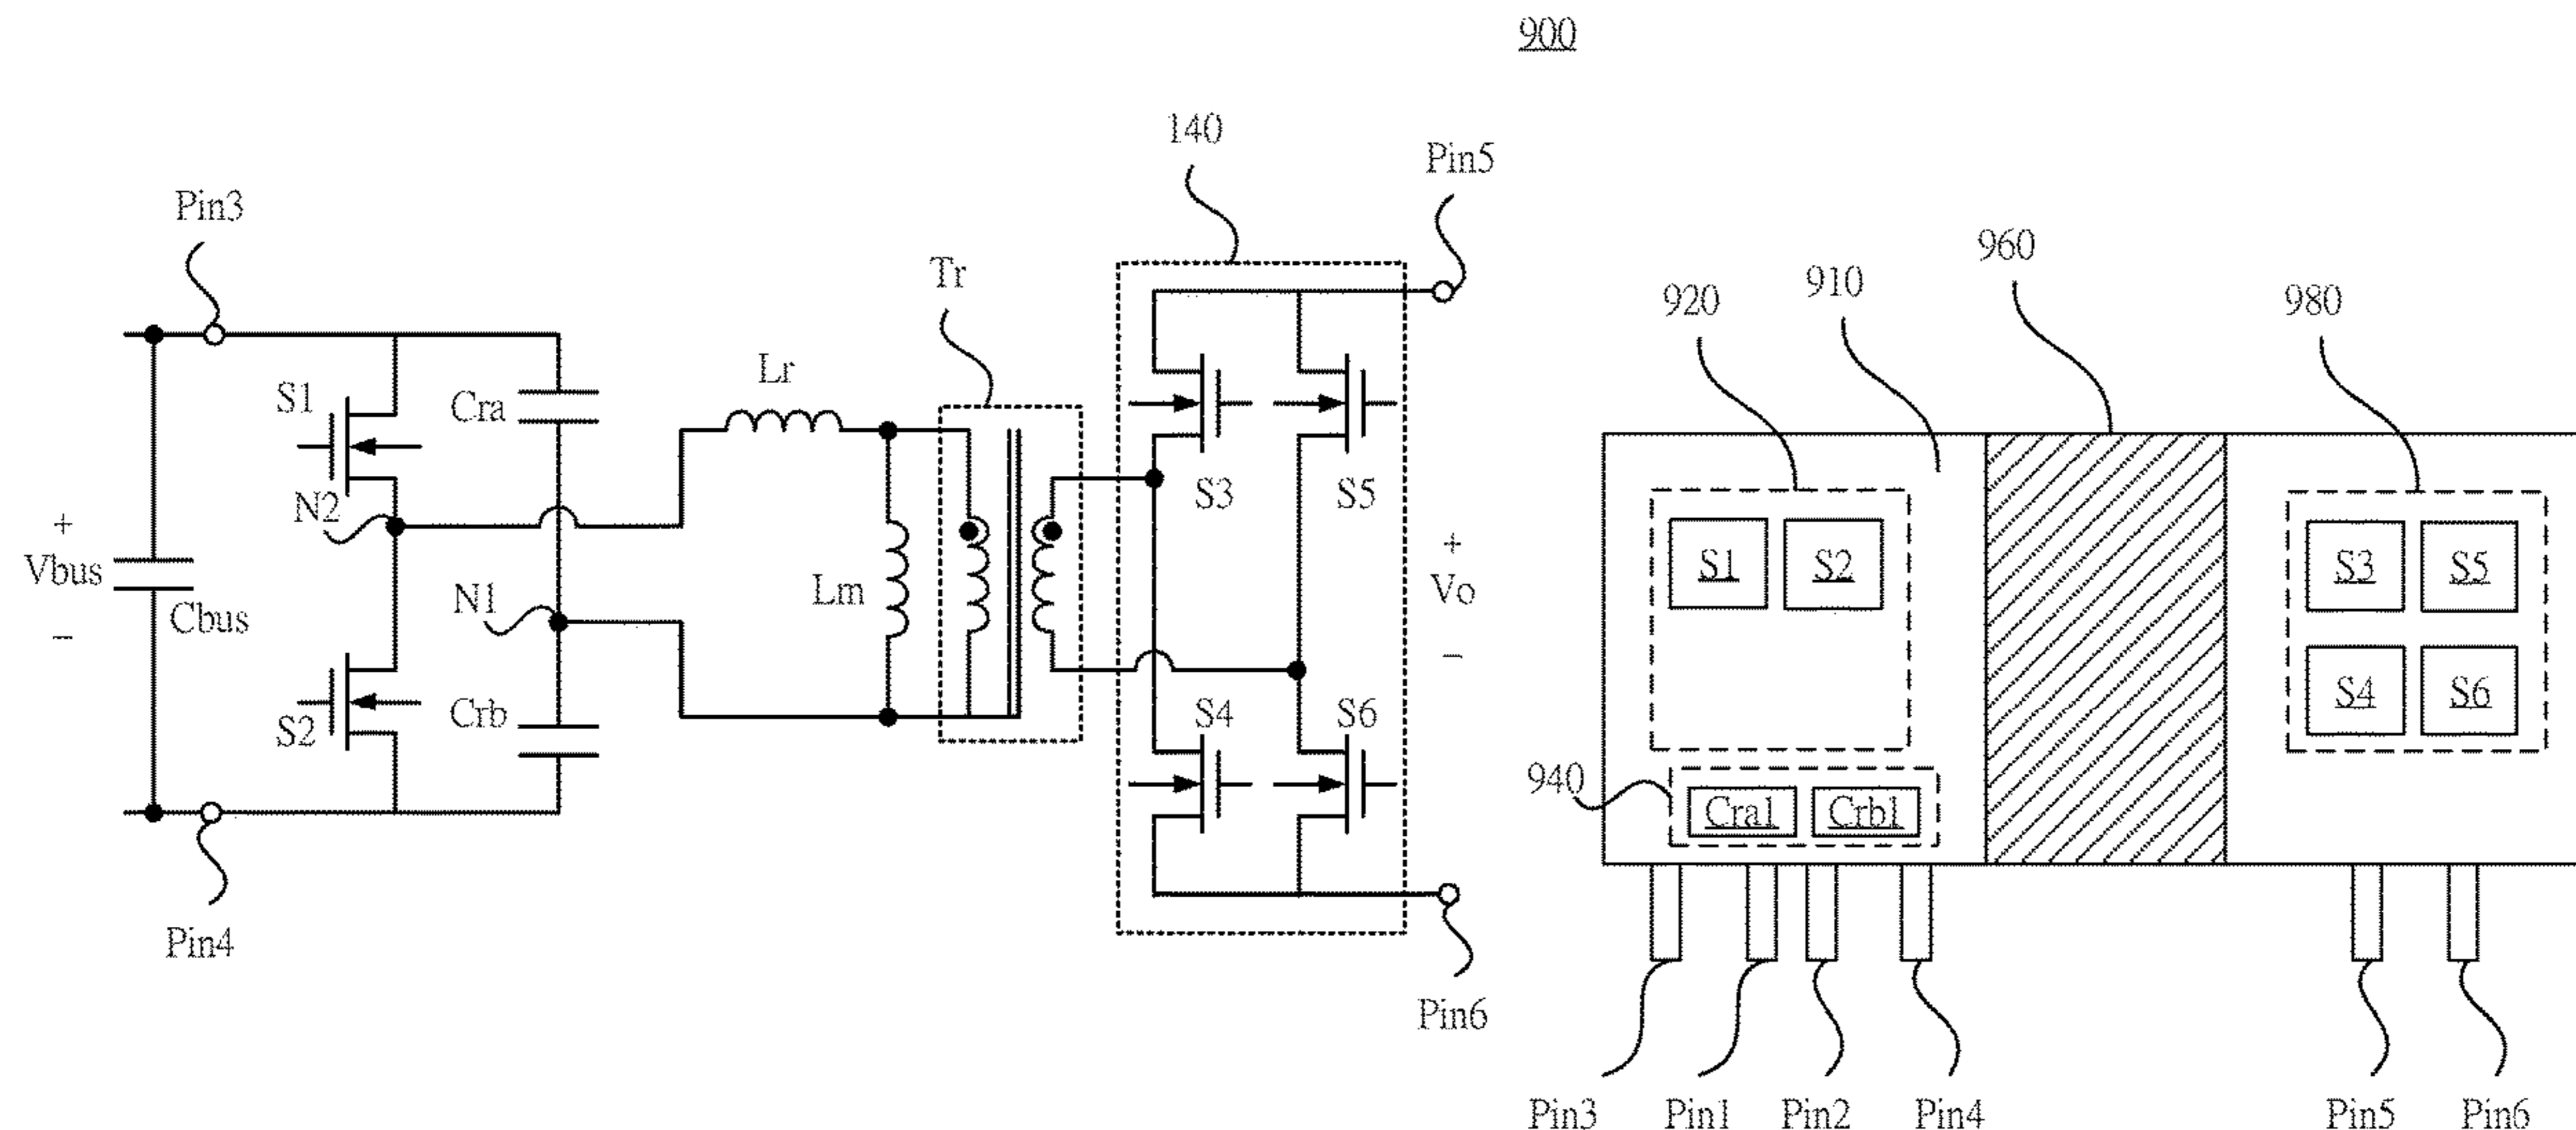 900
140
Pin5
Pin3
Tr
960
910
920
980
Lr
S1
Cra
N2
S3
S5
+
Vbus
–
Cbus
N1
Lm
+
Vo
–
S1
S2
S3
S5
S4
S6
S2
Crb
S4
S6
940
Cra1
Crb1
Pin4
Pin6
Pin3
Pin1
Pin2
Pin4
Pin5
Pin6